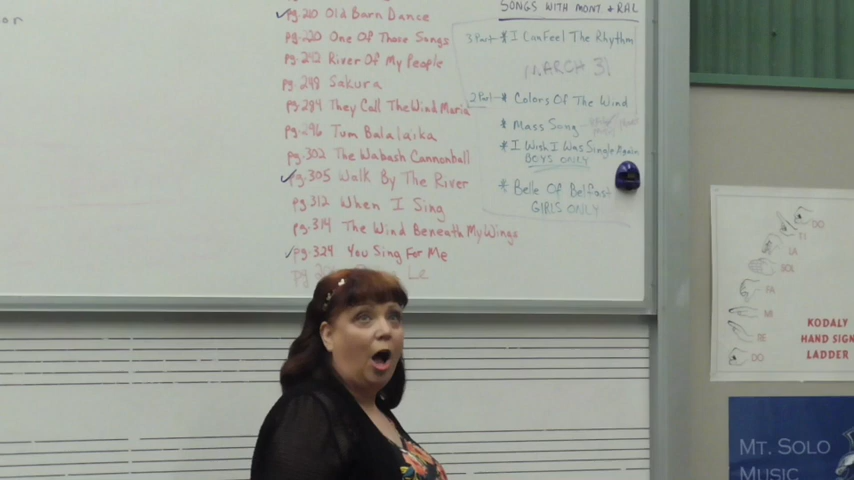 or
✓pg.210 Old Barn Dance
pg.220 One Of Those Songs
pg.242 River Of My People
pg.248 Sakura
pg.284 They Call The Wind Maria
pg.296 Tum Balalaika
pg.302 The Wabash Cannonball
✓pg.305 Walk By The River
pg.312 When I Sing
pg.314 The Wind Beneath My Wings
✓pg.324 You Sing For Me
SONGS WITH MONT. & RAL
3 Part * I Can Feel The Rhythm
MARCH 31
2 Part * Colors Of The Wind
* Mass Song
* I Wish I Was Single Again
BOYS ONLY
* Belle Of Belfast
GIRLS ONLY
DO
TI
LA
SOL
FA
MI
RE
DO
KODALY
HAND SIGN
LADDER
MT. SOLO
MUSIC